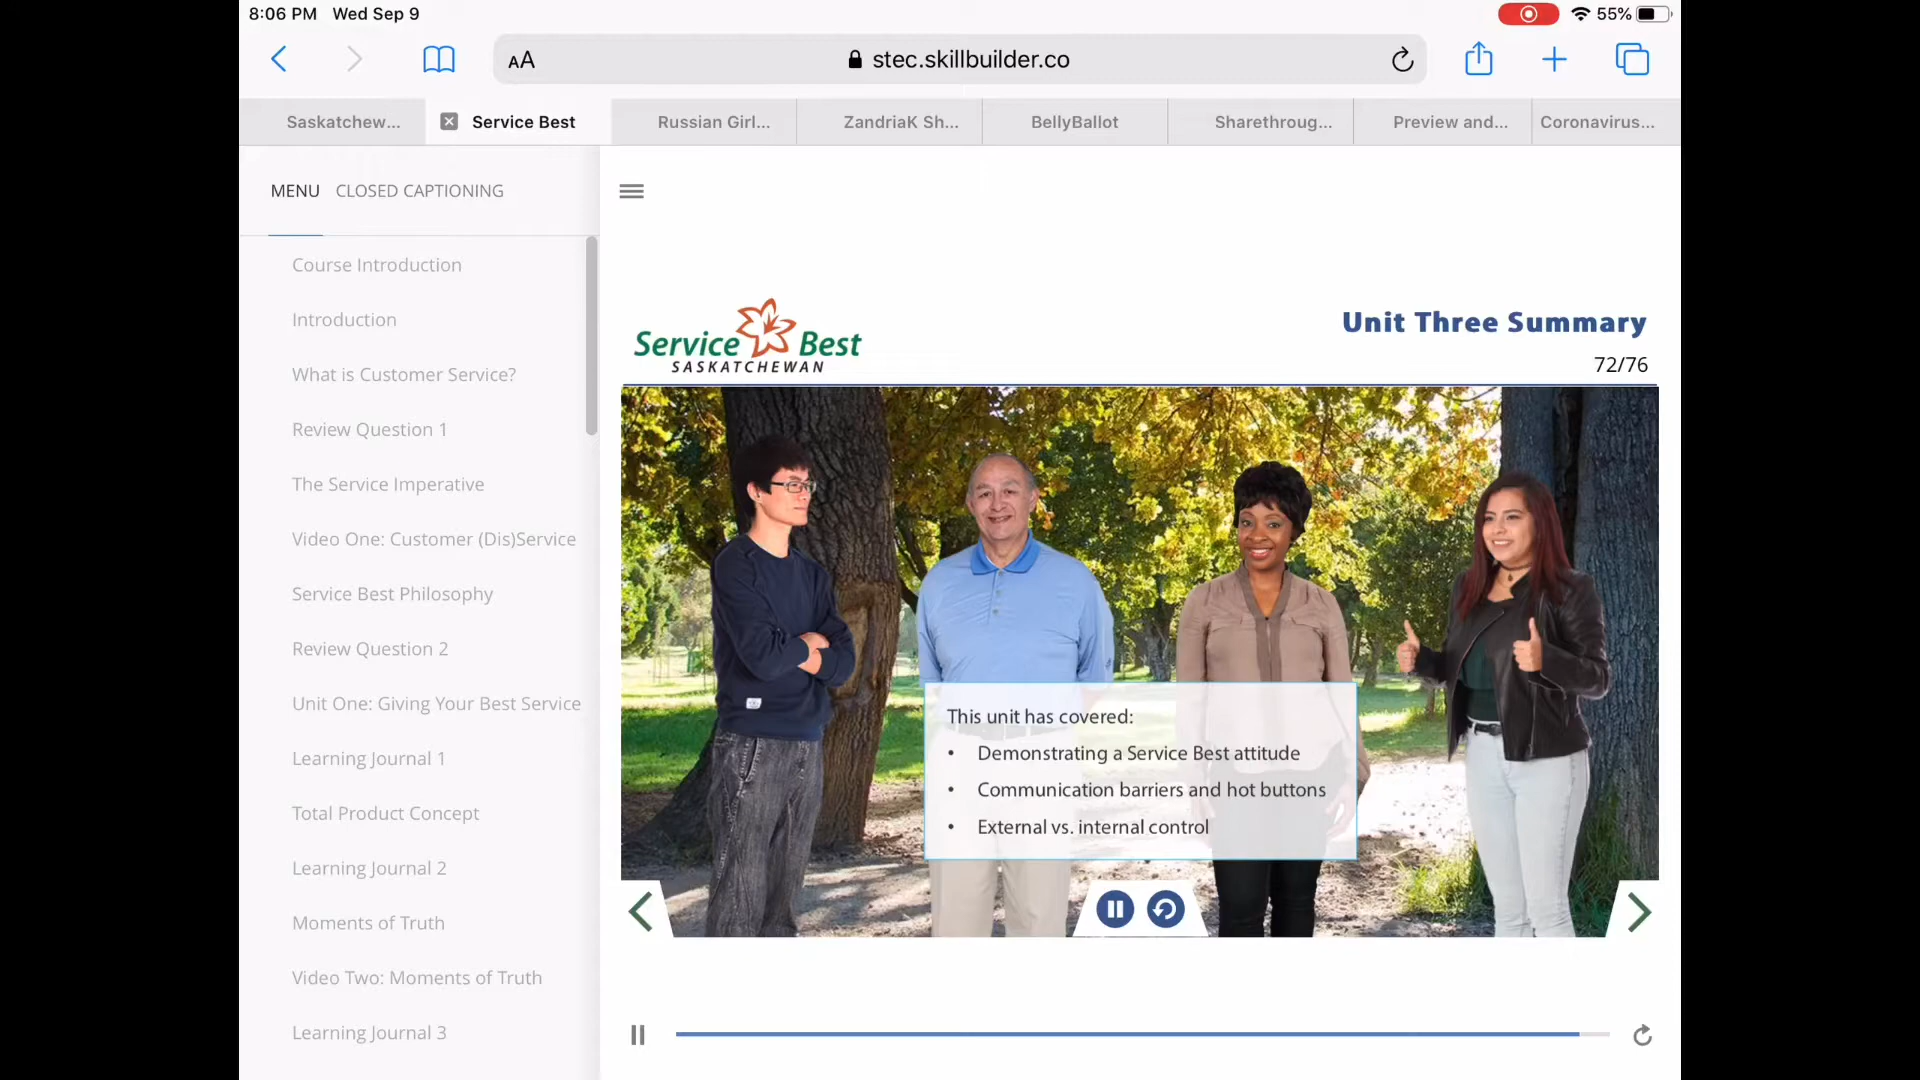 8:06 PM Wed Sep 9
55%
AA
stec.skillbuilder.co
Saskatchew...
Service Best
Russian Girl...
ZandriaK Sh...
BellyBallot
Sharethroug...
Preview and...
Coronavirus...
MENU CLOSED CAPTIONING
Course Introduction
Introduction
What is Customer Service?
Review Question 1
The Service Imperative
Video One: Customer (Dis)Service
Service Best Philosophy
Review Question 2
Unit One: Giving Your Best Service
Learning Journal 1
Total Product Concept
Learning Journal 2
Moments of Truth
Video Two: Moments of Truth
Learning Journal 3
Service Best
SASKATCHEWAN
Unit Three Summary
72/76
This unit has covered:
• Demonstrating a Service Best attitude
• Communication barriers and hot buttons
• External vs. internal control